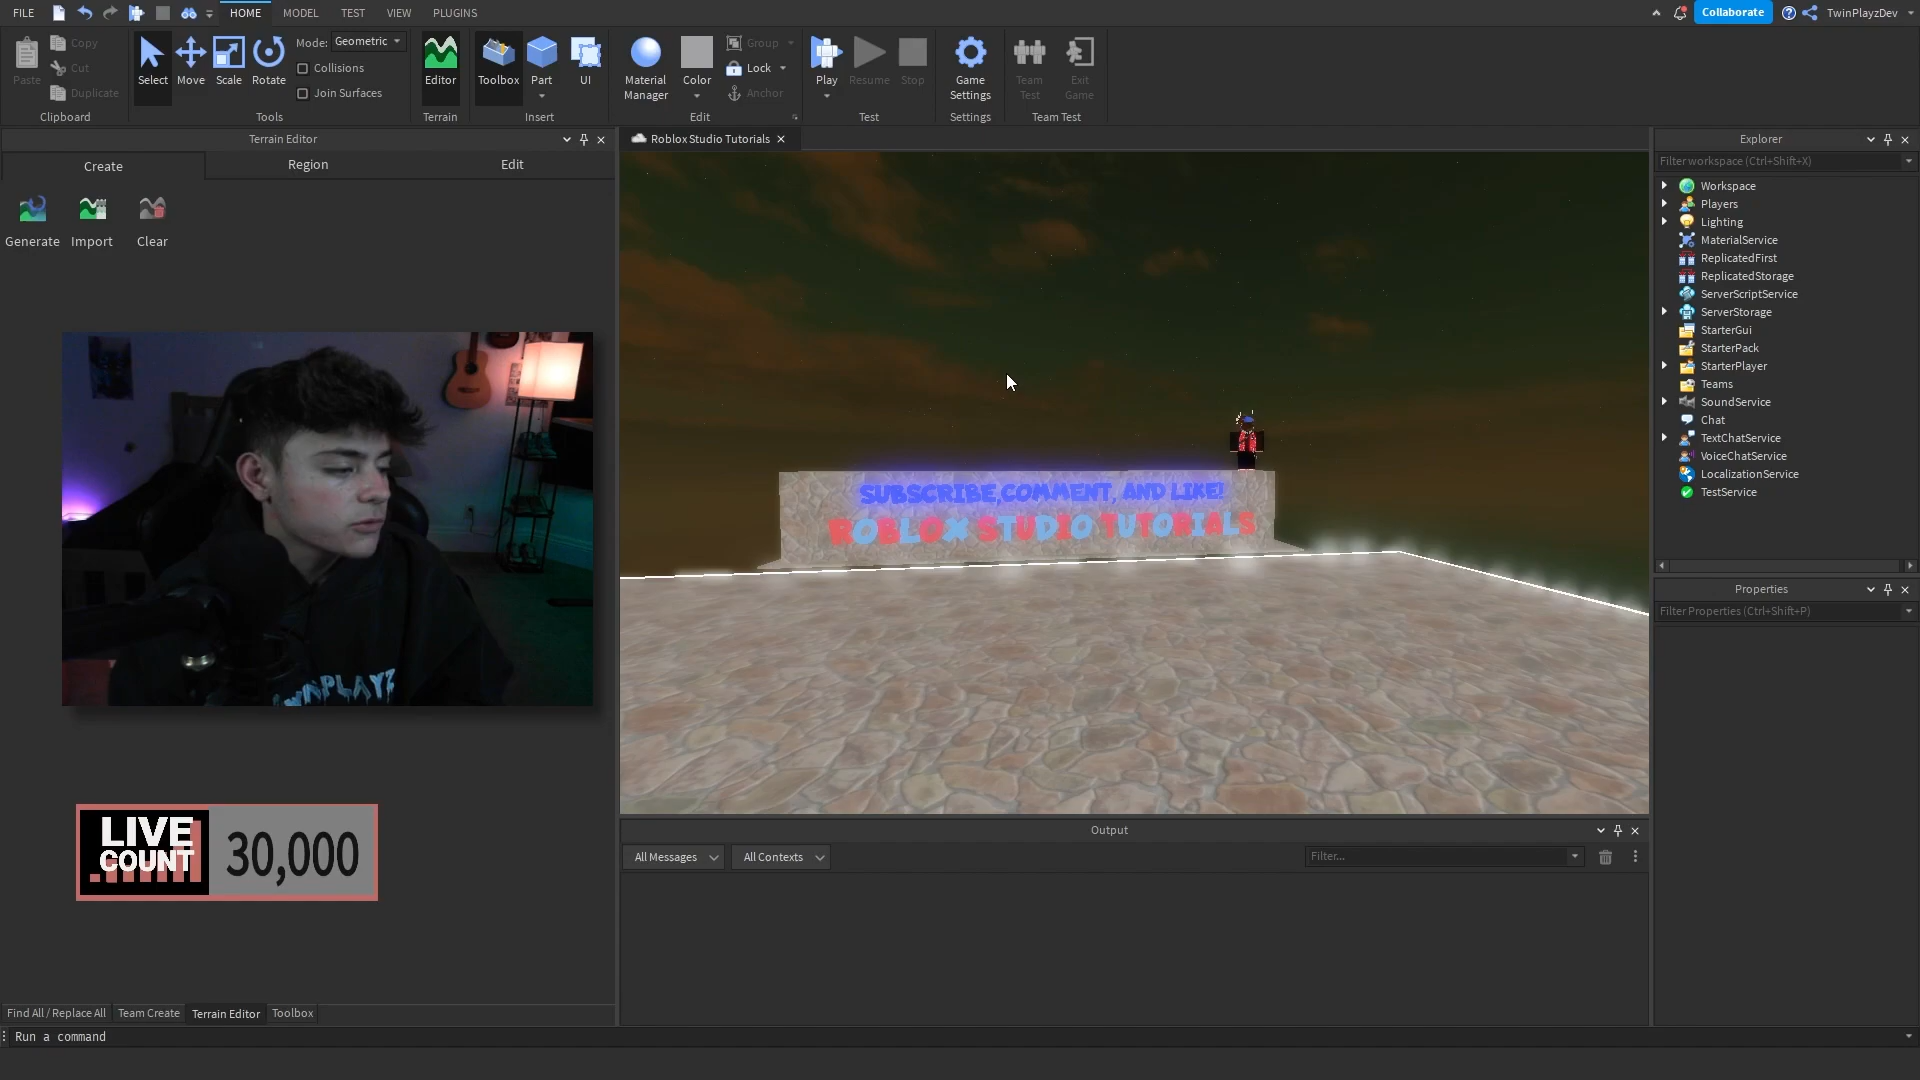 FILE
HOME
MODEL
TEST
VIEW
PLUGINS
Collaborate
TwinPlayzDev
Paste
Copy
Cut
Duplicate
Clipboard
Select
Move
Scale
Rotate
Mode: Geometric
Collisions
Join Surfaces
Tools
Editor
Terrain
Toolbox
Part
UI
Insert
Material
Manager
Color
Group
Lock
Anchor
Edit
Play
Resume
Stop
Test
Game
Settings
Settings
Team
Test
Exit
Game
Team Test
Terrain Editor
Create
Region
Edit
Generate
Import
Clear
LIVE
COUNT
30,000
Find All / Replace All
Team Create
Terrain Editor
Toolbox
Run a command
Roblox Studio Tutorials
SUBSCRIBE,COMMENT, AND LIKE!
ROBLOX STUDIO TUTORIALS
Output
All Messages
All Contexts
Filter...
Explorer
Filter workspace (Ctrl+Shift+X)
Workspace
Players
Lighting
MaterialService
ReplicatedFirst
ReplicatedStorage
ServerScriptService
ServerStorage
StarterGui
StarterPack
StarterPlayer
Teams
SoundService
Chat
TextChatService
VoiceChatService
LocalizationService
TestService
Properties
Filter Properties (Ctrl+Shift+P)